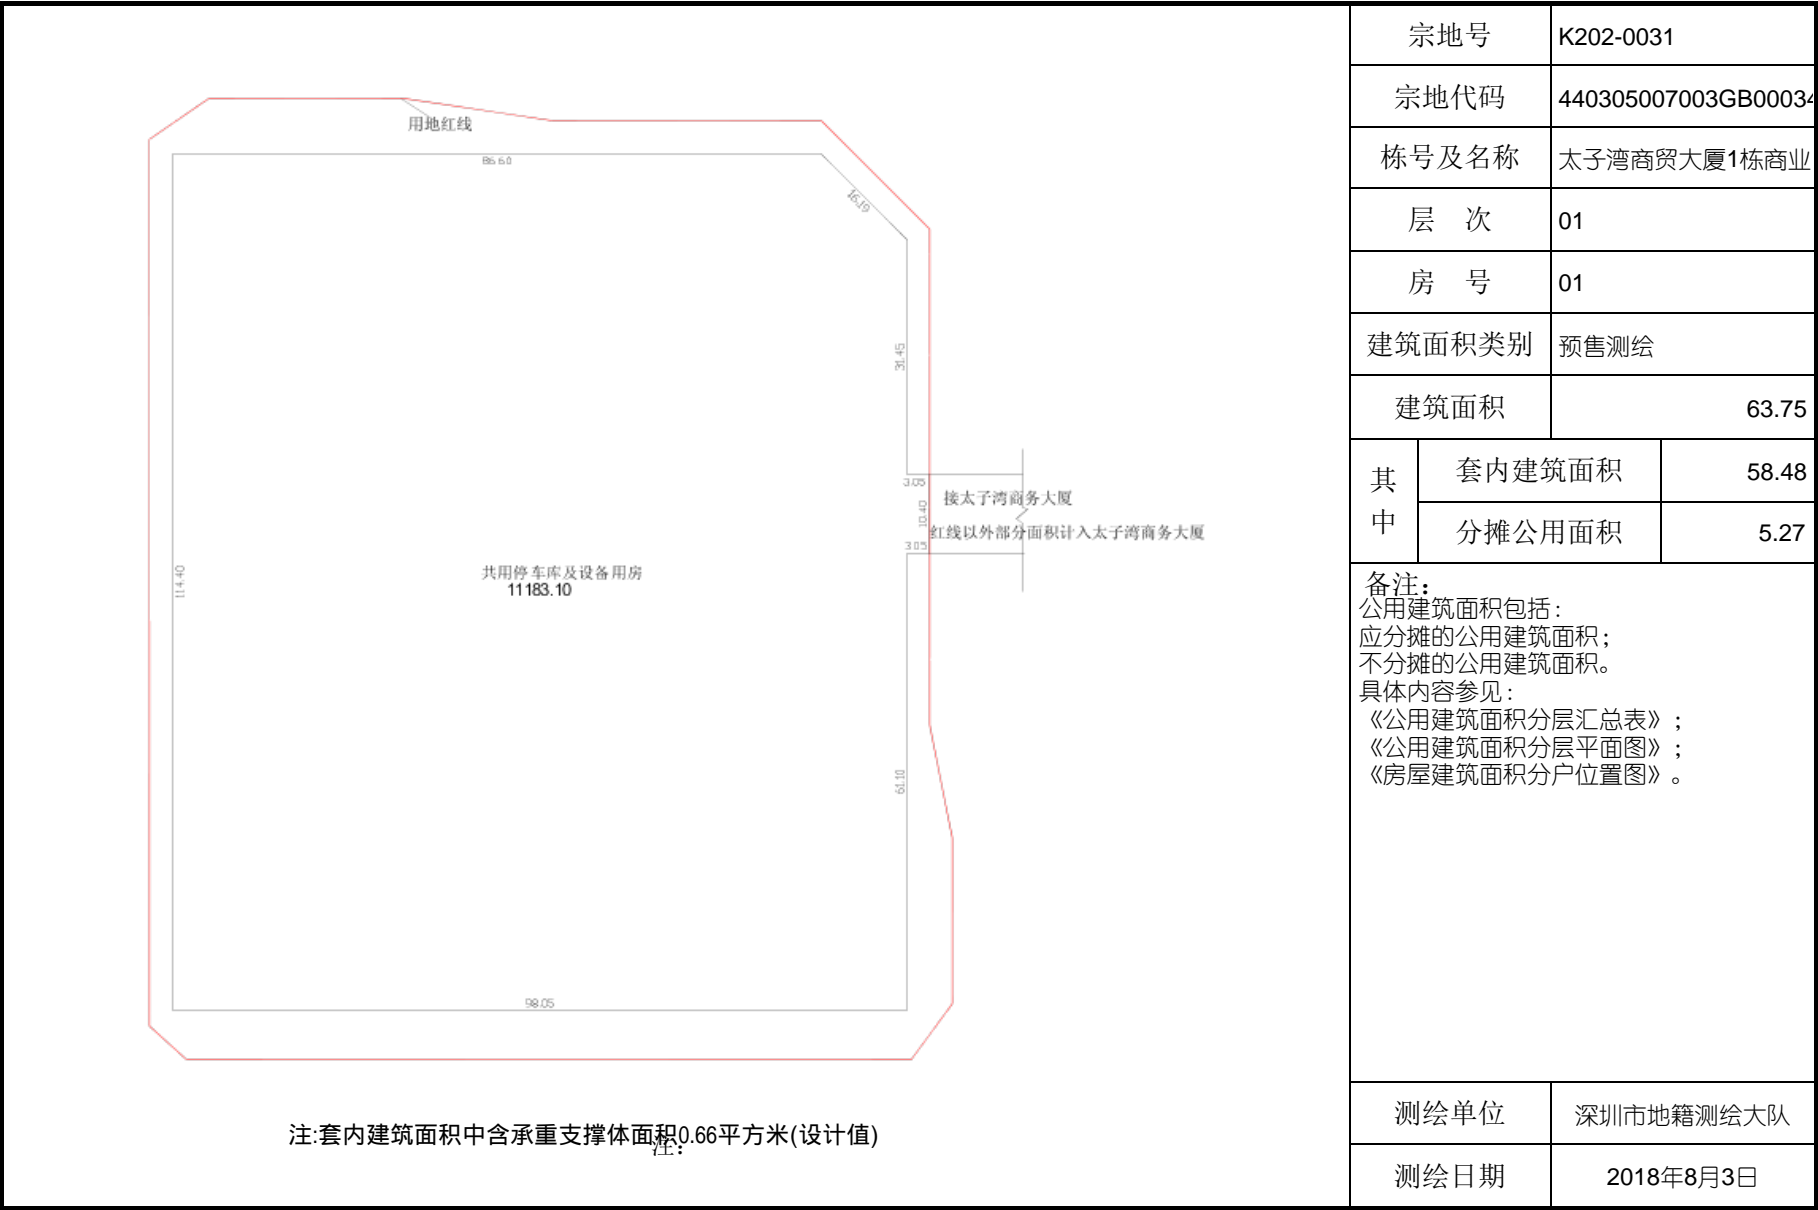 用地红线
86.60
16.19
31.45
3.05
10.40
3.05
接太子湾商务大厦
红线以外部分面积计入太子湾商务大厦
114.40
共用停车库及设备用房
11183.10
61.10
98.05
注:套内建筑面积中含承重支撑体面积0.66平方米(设计值)
注:
宗地号 K202-0031
宗地代码 440305007003GB00034
栋号及名称 太子湾商贸大厦1栋商业
层 次 01
房 号 01
建筑面积类别 预售测绘
建筑面积 63.75
其中
套内建筑面积 58.48
分摊公用面积 5.27
备注:
公用建筑面积包括:
应分摊的公用建筑面积;
不分摊的公用建筑面积。
具体内容参见:
《公用建筑面积分层汇总表》;
《公用建筑面积分层平面图》;
《房屋建筑面积分户位置图》。
测绘单位 深圳市地籍测绘大队
测绘日期 2018年8月3日